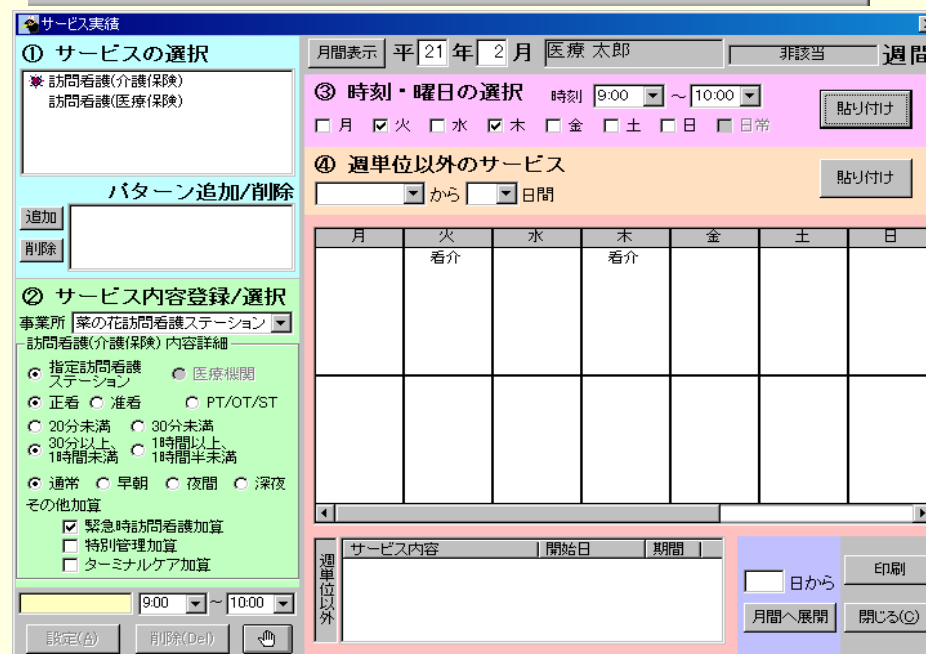 サービス実績
① サービスの選択
訪問看護(介護保険)
訪問看護(医療保険)
パターン追加/削除
追加
削除
② サービス内容登録/選択
事業所 菜の花訪問看護ステーション
訪問看護(介護保険) 内容詳細
指定訪問看護
ステーション
医療機関
正看 准看 PT/OT/ST
20分未満 30分未満
30分以上、
1時間未満
1時間以上、
1時間半未満
通常 早朝 夜間 深夜
その他加算
緊急時訪問看護加算
特別管理加算
ターミナルケア加算
9:00 ~ 10:00
設定(A) 削除(Del)
月間表示 平 21 年 2 月 医療 太郎 非該当 週間
③ 時刻・曜日の選択 時刻 9:00 ~ 10:00
月 火 水 木 金 土 日 日常
貼り付け
④ 週単位以外のサービス
から 日間
貼り付け
月 火 水 木 金 土 日
看介 看介
週単位以外
サービス内容 開始日 期間
日から
月間へ展開
印刷
閉じる(C)